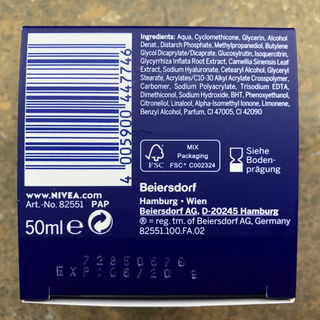 Ingredients: Aqua, Cyclomethicone, Glycerin, Alcohol
Denat., Distarch Phosphate, Methylpropanediol, Butylene
Glycol Dicaprylate/Dicaprate, Glucosylrutin, Isoquercitrin,
Glycyrrhiza Inflata Root Extract, Camellia Sinensis Leaf
Extract, Sodium Hyaluronate, Cetearyl Alcohol, Glyceryl
Stearate, Acrylates/C10-30 Alkyl Acrylate Crosspolymer,
Carbomer, Sodium Polyacrylate, Trisodium EDTA,
Dimethiconol, Sodium Hydroxide, BHT, Phenoxyethanol,
Citronellol, Linalool, Alpha-Isomethyl Ionone, Limonene,
Benzyl Alcohol, Parfum, CI 47005, CI 42090
4 005900 447746
FSC
MIX
Packaging
FSC® C002324
Siehe
Boden-
prägung
www.NIVEA.com
Art.-No. 82551 PAP
50ml e
Beiersdorf
Hamburg · Wien
Beiersdorf AG, D-20245 Hamburg
® = reg. tm. of Beiersdorf AG, Germany
82551.100.FA.02